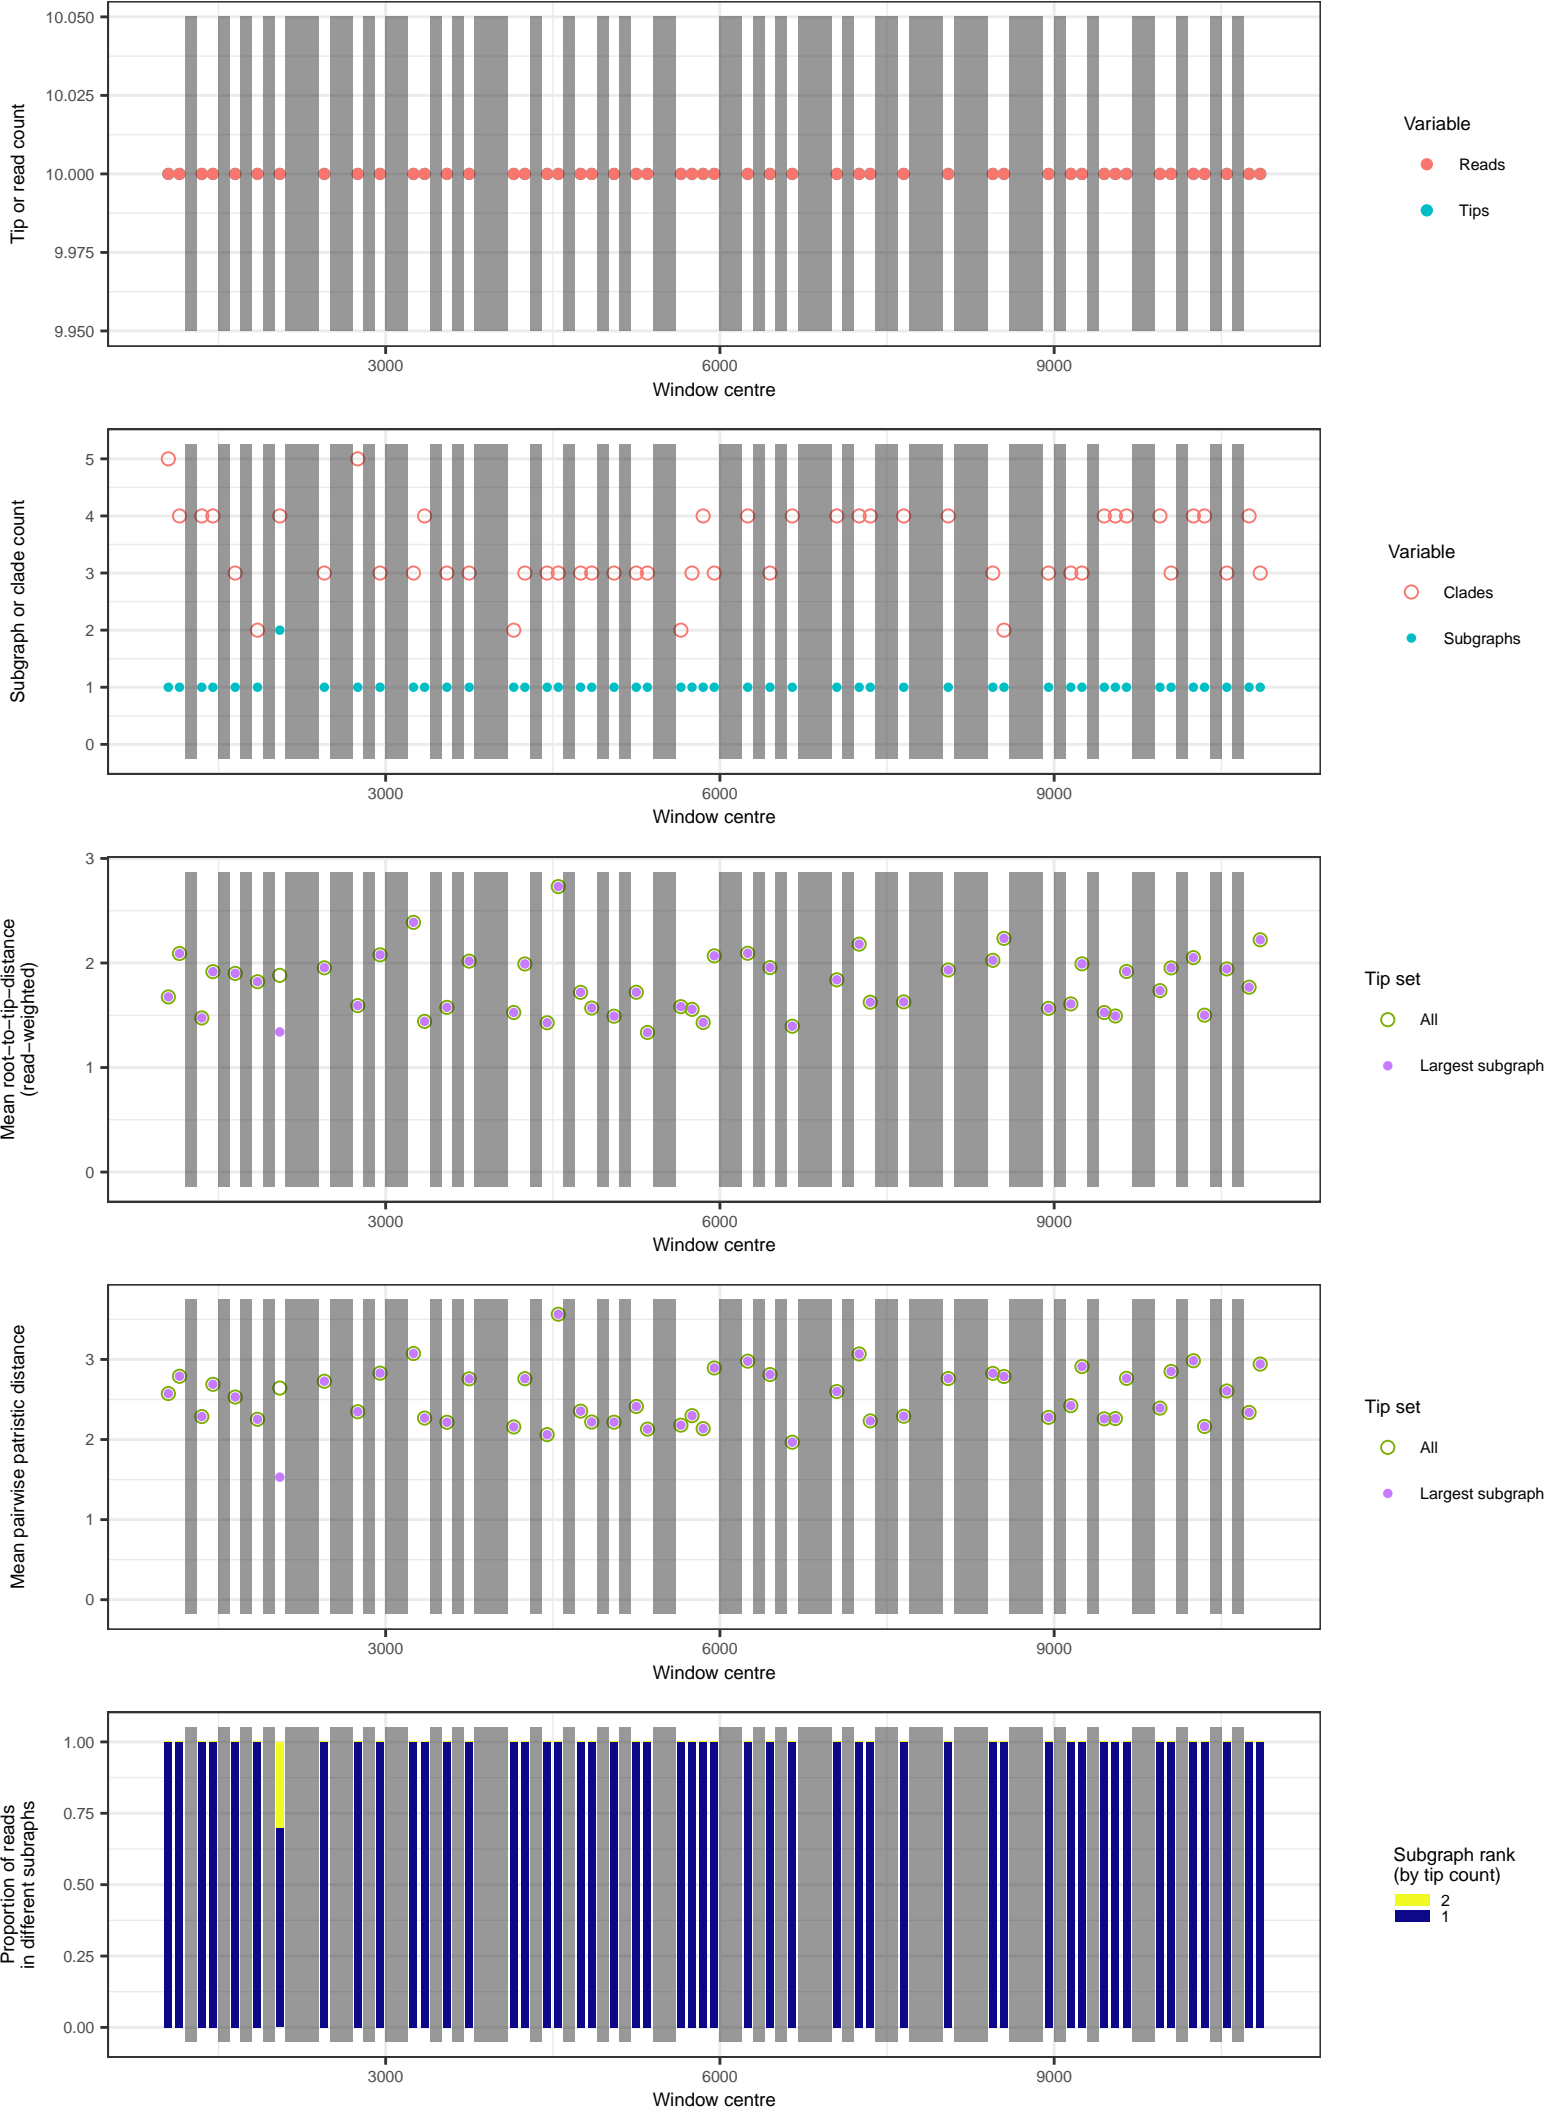 10.050
10.025
10.000
9.975
9.950
Tip or read count
3000 6000 9000
Window centre
Variable
Reads
Tips
5
4
3
2
1
0
Subgraph or clade count
3000 6000 9000
Window centre
Variable
Clades
Subgraphs
3
2
1
0
Mean root−to−tip−distance
(read−weighted)
3000 6000 9000
Window centre
Tip set
All
Largest subgraph
3
2
1
0
Mean pairwise patristic distance
3000 6000 9000
Window centre
Tip set
All
Largest subgraph
1.00
0.75
0.50
0.25
0.00
Proportion of reads
in different subraphs
3000 6000 9000
Window centre
Subgraph rank
(by tip count)
2
1